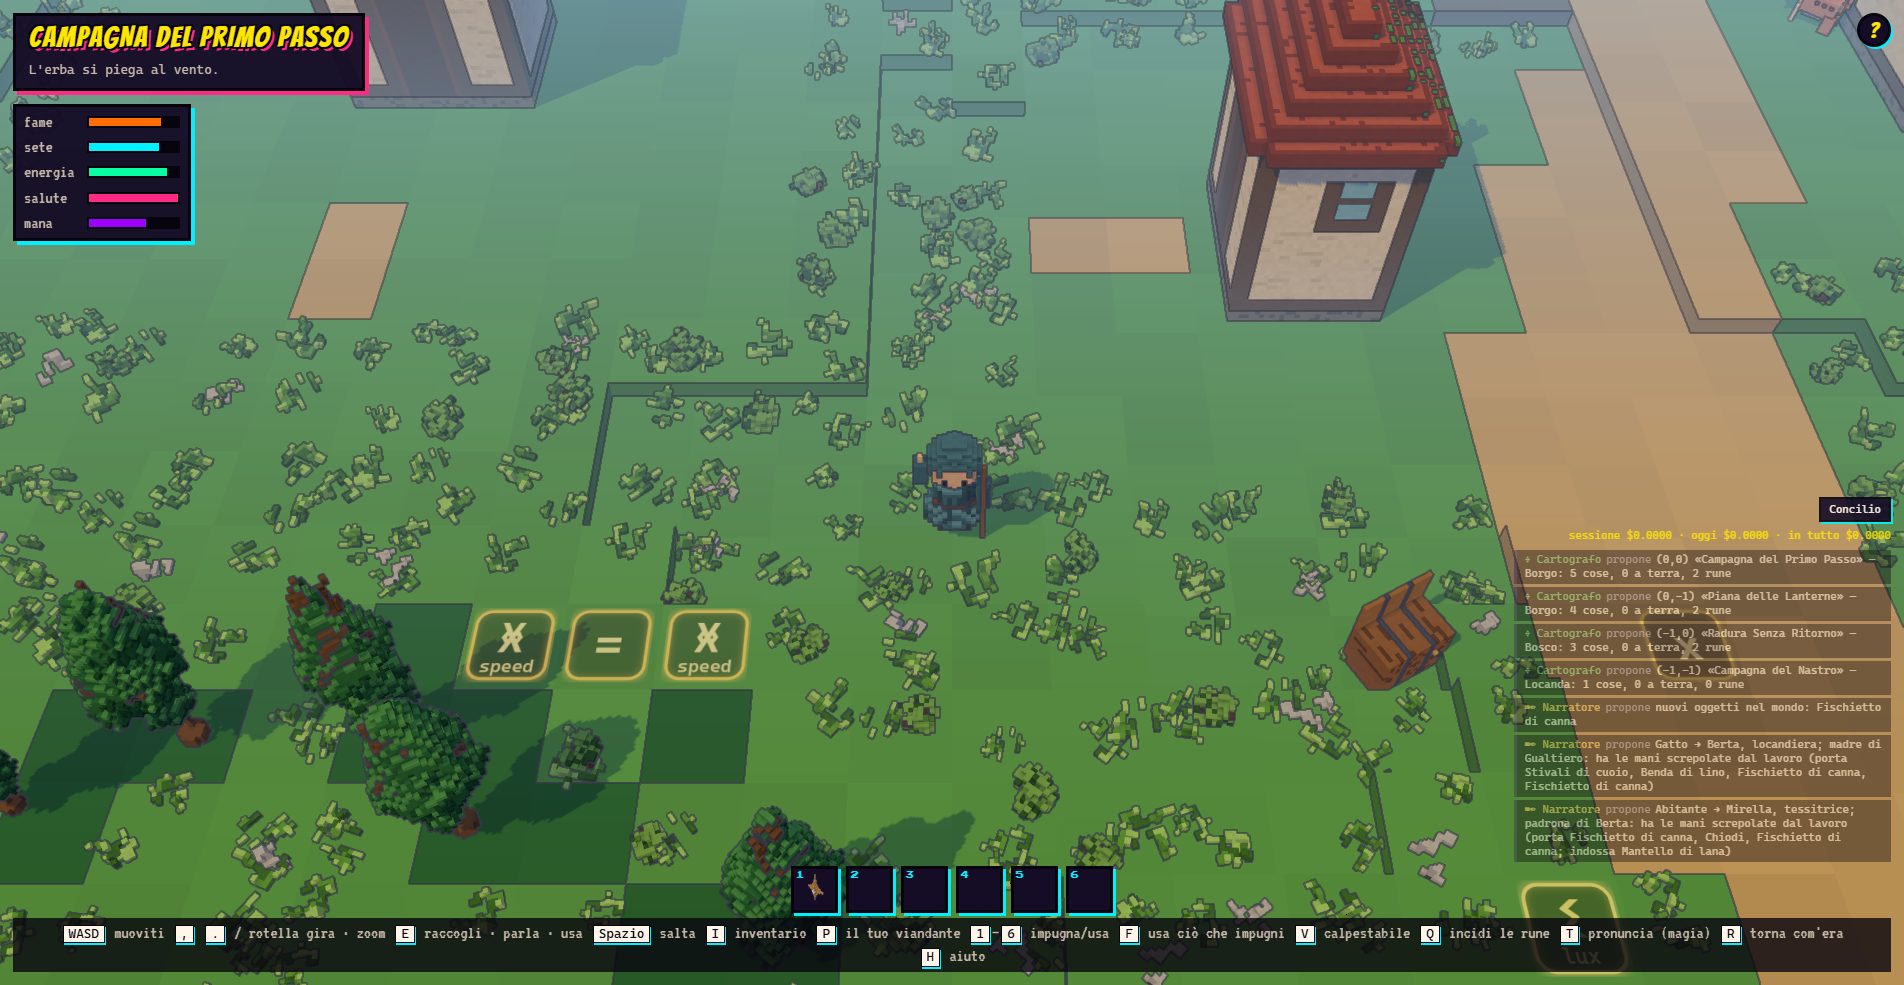 CAMPAGNA DEL PRIMO PASSO
L'erba si piega al vento.
?
fame
sete
energia
salute
mana
Concilio
sessione $0.0000 · oggi $0.0000 · in tutto $0.0000
Cartografo propone (0,0) «Campagna del Primo Passo» —
Borgo: 5 cose, 0 a terra, 2 rune
Cartografo propone (0,−1) «Piana delle Lanterne» —
Borgo: 4 cose, 0 a terra, 2 rune
Cartografo propone (−1,0) «Radura Senza Ritorno» —
Bosco: 3 cose, 0 a terra, 2 rune
Cartografo propone (−1,−1) «Campagna del Nastro» —
Locanda: 1 cose, 0 a terra, 0 rune
Narratore propone nuovi oggetti nel mondo: Fischietto
di canna
Narratore propone Gatto → Berta, locandiera; madre di
Gualtiero: ha le mani screpolate dal lavoro (porta
Stivali di cuoio, Benda di lino, Fischietto di canna,
Fischietto di canna)
Narratore propone Abitante → Mirella, tessitrice;
padrona di Berta: ha le mani screpolate dal lavoro
(porta Fischietto di canna, Chiodi, Fischietto di
canna; indossa Mantello di lana)
speed
=
speed
1 2 3 4 5 6
WASD muoviti , . / rotella gira · zoom E raccogli · parla · usa Spazio salta I inventario P il tuo viandante 1–6 impugna/usa F usa ciò che impugni V calpestabile Q incidi le rune T pronuncia (magia) R torna com'era
H aiuto
lux